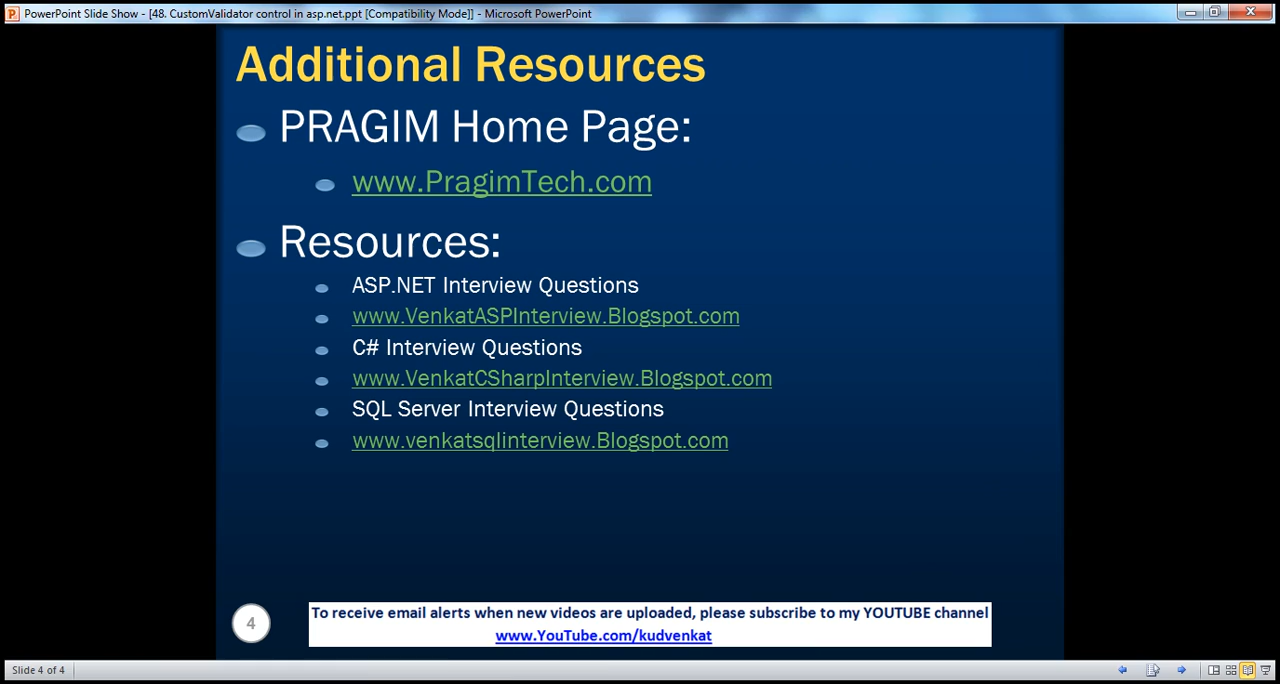 PowerPoint Slide Show - [48. CustomValidator control in asp.net.ppt [Compatibility Mode]] - Microsoft PowerPoint
Additional Resources
PRAGIM Home Page:
www.PragimTech.com
Resources:
ASP.NET Interview Questions
www.VenkatASPInterview.Blogspot.com
C# Interview Questions
www.VenkatCSharpInterview.Blogspot.com
SQL Server Interview Questions
www.venkatsqlinterview.Blogspot.com
4
To receive email alerts when new videos are uploaded, please subscribe to my YOUTUBE channel
www.YouTube.com/kudvenkat
Slide 4 of 4